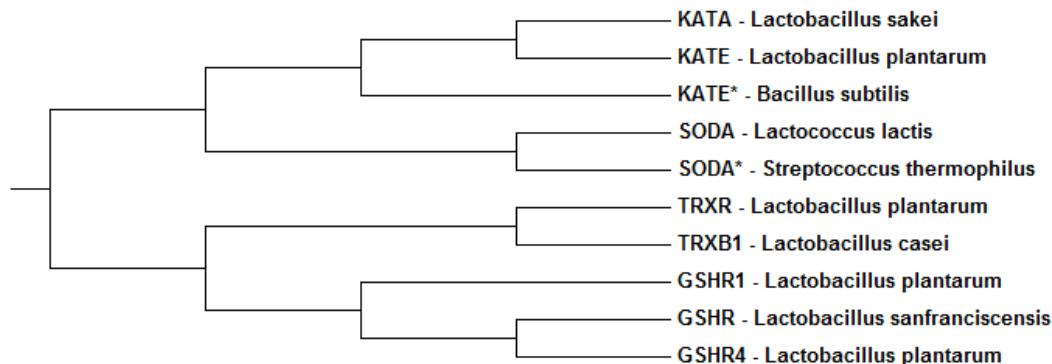 KATA - Lactobacillus sakei
KATE - Lactobacillus plantarum
KATE* - Bacillus subtilis
SODA - Lactococcus lactis
SODA* - Streptococcus thermophilus
TRXR - Lactobacillus plantarum
TRXB1 - Lactobacillus casei
GSHR1 - Lactobacillus plantarum
GSHR - Lactobacillus sanfranciscensis
GSHR4 - Lactobacillus plantarum